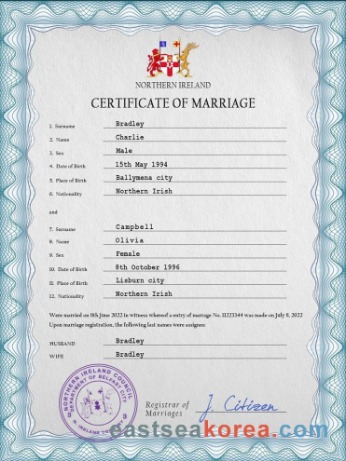 NORTHERN IRELAND
CERTIFICATE OF MARRIAGE
1. Surname Bradley
2. Name Charlie
3. Sex Male
4. Date of Birth 15th May 1994
5. Place of Birth Ballymena city
6. Nationality Northern Irish
and
7. Surname Campbell
8. Name Olivia
9. Sex Female
10. Date of Birth 8th October 1996
11. Place of Birth Lisburn city
12. Nationality Northern Irish
Were married on 8th June 2022 in witness whereof a entry of marriage No. was made on July 8, 2022
Upon marriage registration, the following last names were assignes:
HUSBAND Bradley
WIFE Bradley
NORTHERN IRELAND COUNCIL
DEPARTMENT OF BELFAST CITY
Registrar of
Marriages
J. Citizen
eastseakorea.com